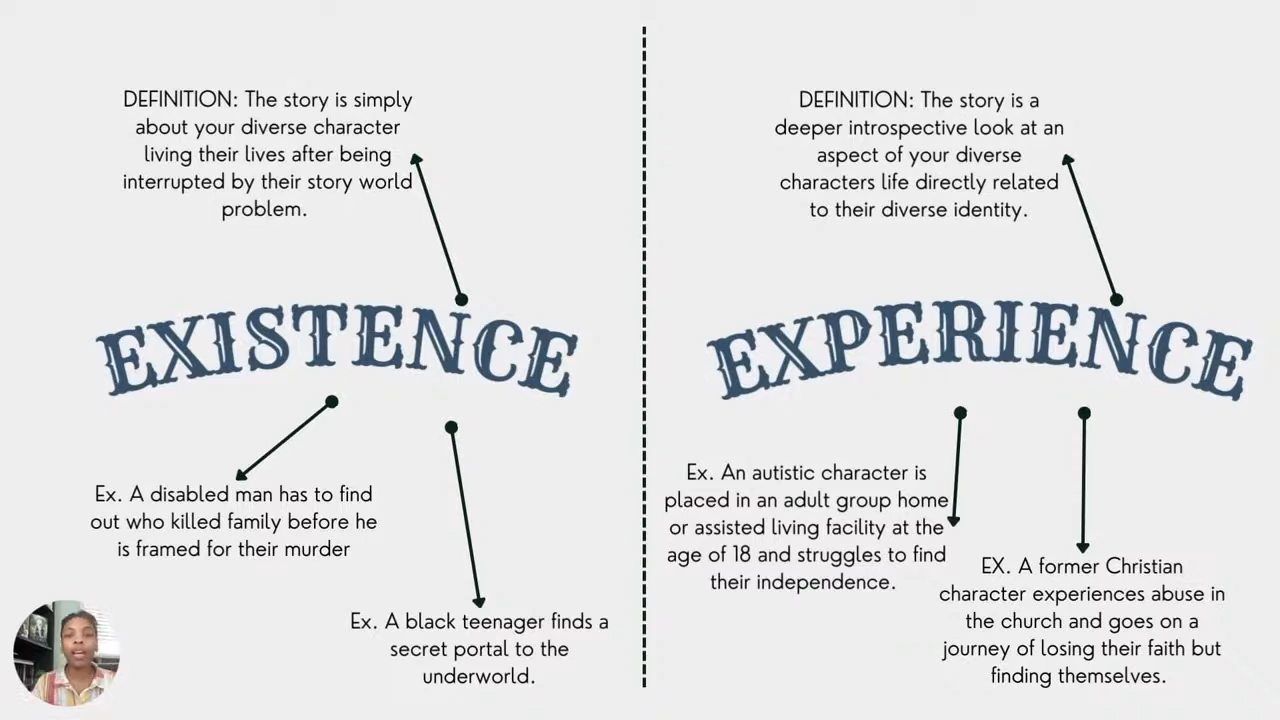 DEFINITION: The story is simply
about your diverse character
living their lives after being
interrupted by their story world
problem.
EXISTENCE
Ex. A disabled man has to find
out who killed family before he
is framed for their murder
Ex. A black teenager finds a
secret portal to the
underworld.
DEFINITION: The story is a
deeper introspective look at an
aspect of your diverse
characters life directly related
to their diverse identity.
EXPERIENCE
Ex. An autistic character is
placed in an adult group home
or assisted living facility at the
age of 18 and struggles to find
their independence.
EX. A former Christian
character experiences abuse in
the church and goes on a
journey of losing their faith but
finding themselves.